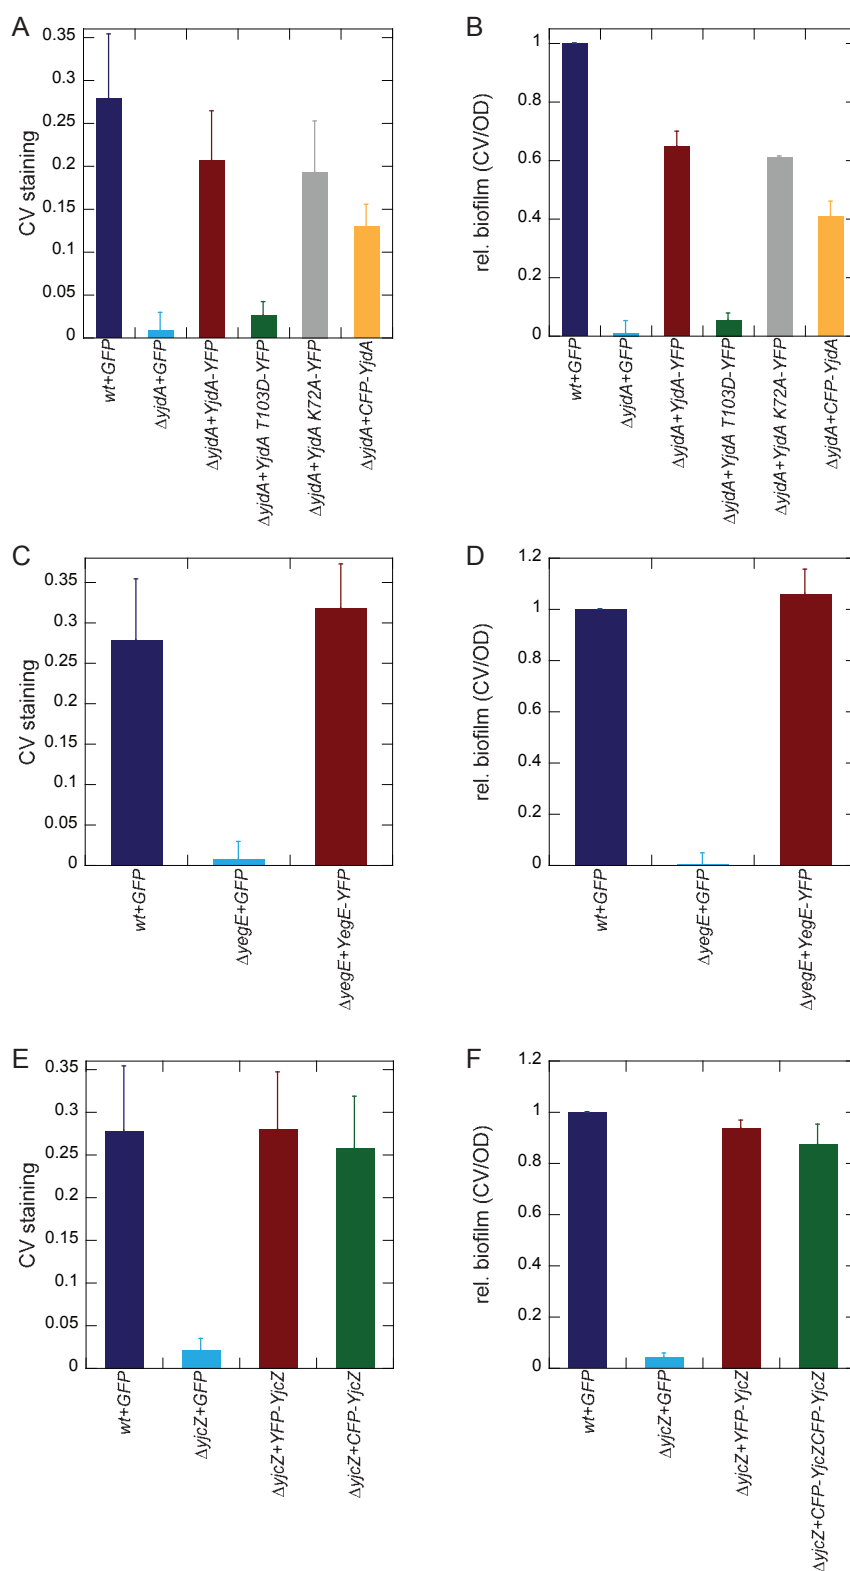 A
CV staining
0.35
0.3
0.25
0.2
0.15
0.1
0.05
0
wt+GFP
ΔyjdA+GFP
ΔyjdA+YjdA-YFP
ΔyjdA+YjdA T103D-YFP
ΔyjdA+YjdA K72A-YFP
ΔyjdA+CFP-YjdA
B
rel. biofilm (CV/OD)
1
0.8
0.6
0.4
0.2
0
wt+GFP
ΔyjdA+GFP
ΔyjdA+YjdA-YFP
ΔyjdA+YjdA T103D-YFP
ΔyjdA+YjdA K72A-YFP
ΔyjdA+CFP-YjdA
C
CV staining
0.35
0.3
0.25
0.2
0.15
0.1
0.05
0
wt+GFP
ΔyegE+GFP
ΔyegE+YegE-YFP
D
rel. biofilm (CV/OD)
1.2
1
0.8
0.6
0.4
0.2
0
wt+GFP
ΔyegE+GFP
ΔyegE+YegE-YFP
E
CV staining
0.35
0.3
0.25
0.2
0.15
0.1
0.05
0
wt+GFP
ΔyjcZ+GFP
ΔyjcZ+YFP-YjcZ
ΔyjcZ+CFP-YjcZ
F
rel. biofilm (CV/OD)
1.2
1
0.8
0.6
0.4
0.2
0
wt+GFP
ΔyjcZ+GFP
ΔyjcZ+YFP-YjcZ
ΔyjcZ+CFP-YjcZCFP-YjcZ